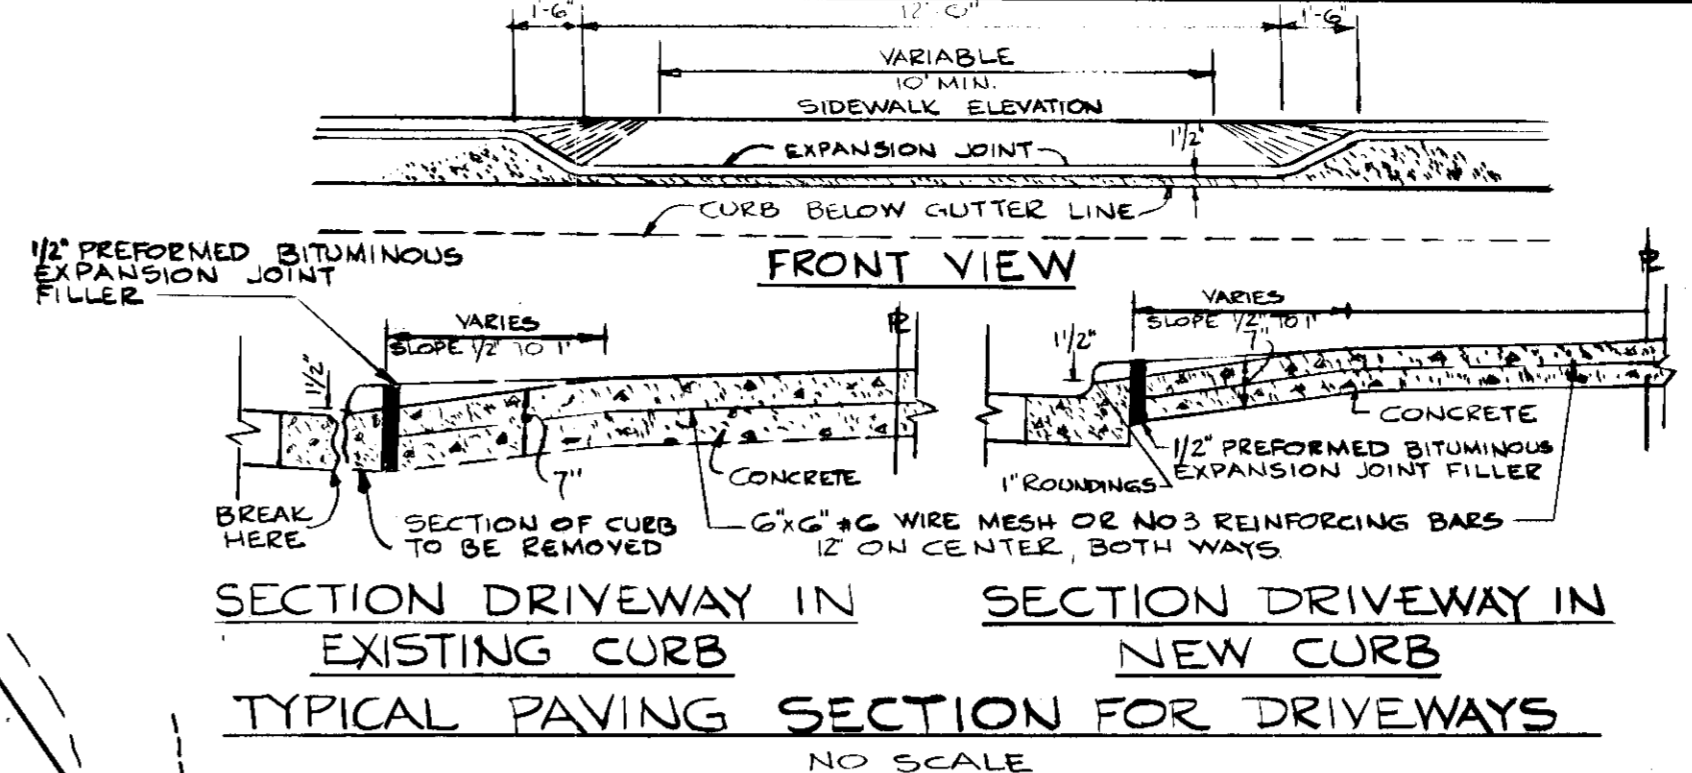 1'-6" 12'-0" 1'-6"
VARIABLE
10' MIN.
SIDEWALK ELEVATION
1 1/2"
EXPANSION JOINT
CURB BELOW GUTTER LINE
FRONT VIEW
1/2" PREFORMED BITUMINOUS
EXPANSION JOINT
FILLER
VARIES
SLOPE 1/2" TO 1'
1 1/2"
7"
CONCRETE
BREAK
HERE
SECTION OF CURB
TO BE REMOVED
PL
VARIES
SLOPE 1/2" TO 1'
1 1/2"
7"
CONCRETE
1/2" PREFORMED BITUMINOUS
EXPANSION JOINT FILLER
1" ROUNDINGS
PL
6"x6" #6 WIRE MESH OR NO 3 REINFORCING BARS
12" ON CENTER, BOTH WAYS.
SECTION DRIVEWAY IN
EXISTING CURB
SECTION DRIVEWAY IN
NEW CURB
TYPICAL PAVING SECTION FOR DRIVEWAYS
NO SCALE